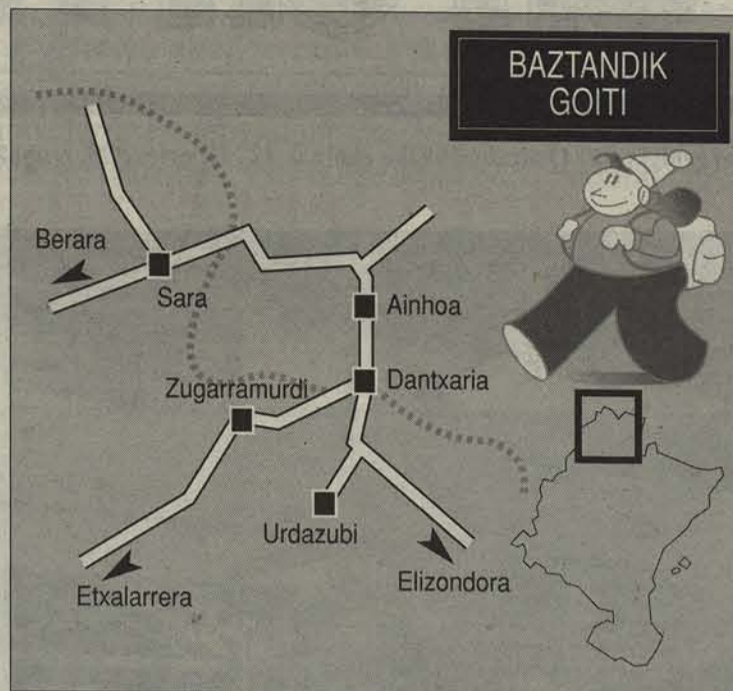 BAZTANDIK
GOITI
Berara
Sara
Ainhoa
Zugarramurdi
Dantxaria
Urdazubi
Elizondora
Etxalarrera